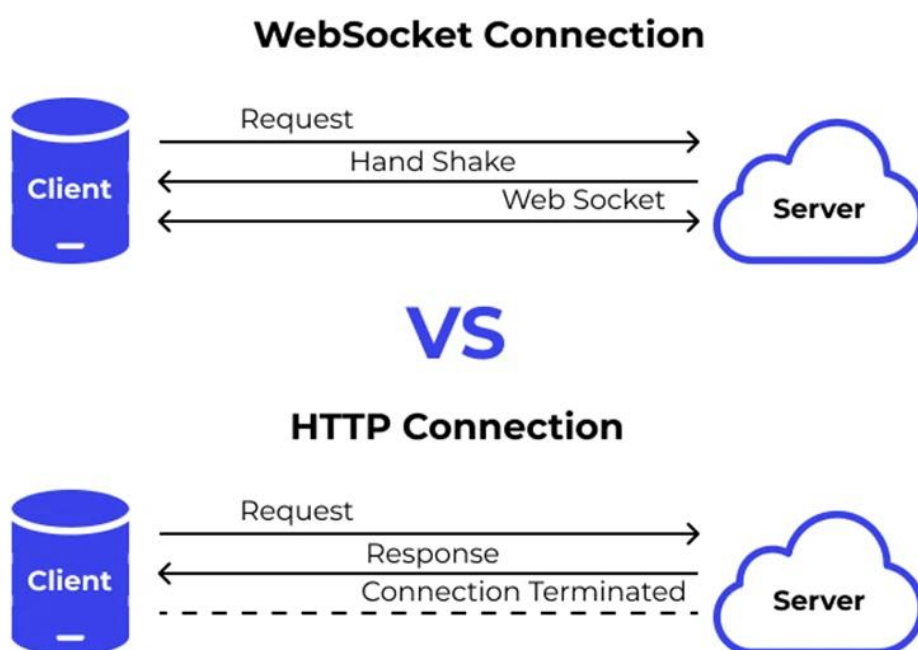 WebSocket Connection
Request
Hand Shake
Client
Web Socket
Server
VS
HTTP Connection
Request
Response
Client
Connection Terminated
Server